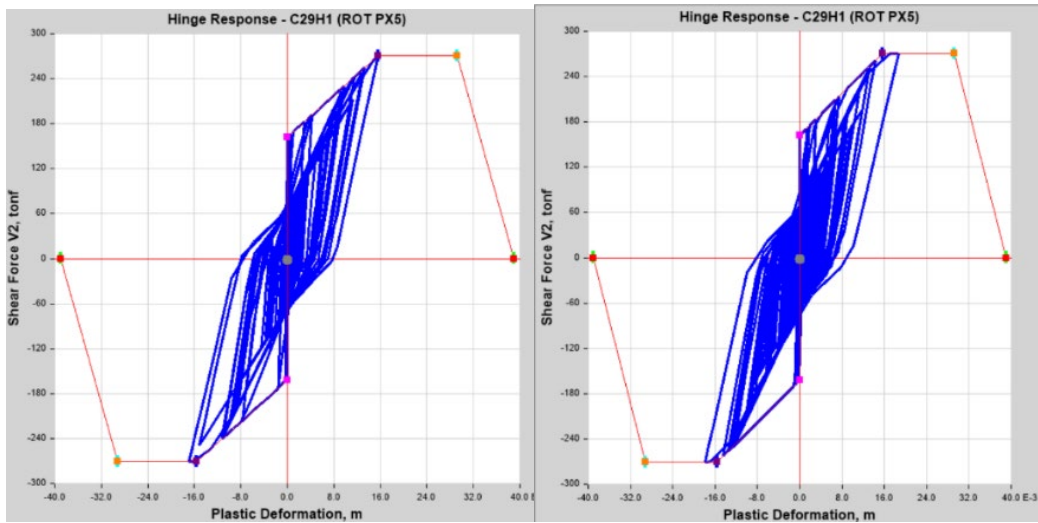 Hinge Response - C29H1 (ROT PX5)
300
240
180
120
60
0
-60
-120
-180
-240
-300
Shear Force V2, tonf
-40.0 -32.0 -24.0 -16.0 -8.0 0.0 8.0 16.0 24.0 32.0 40.0 E
Plastic Deformation, m
Hinge Response - C29H1 (ROT PX5)
300
240
180
120
60
0
-60
-120
-180
-240
-300
Shear Force V2, tonf
-40.0 -32.0 -24.0 -16.0 -8.0 0.0 8.0 16.0 24.0 32.0 40.0 E-3
Plastic Deformation, m